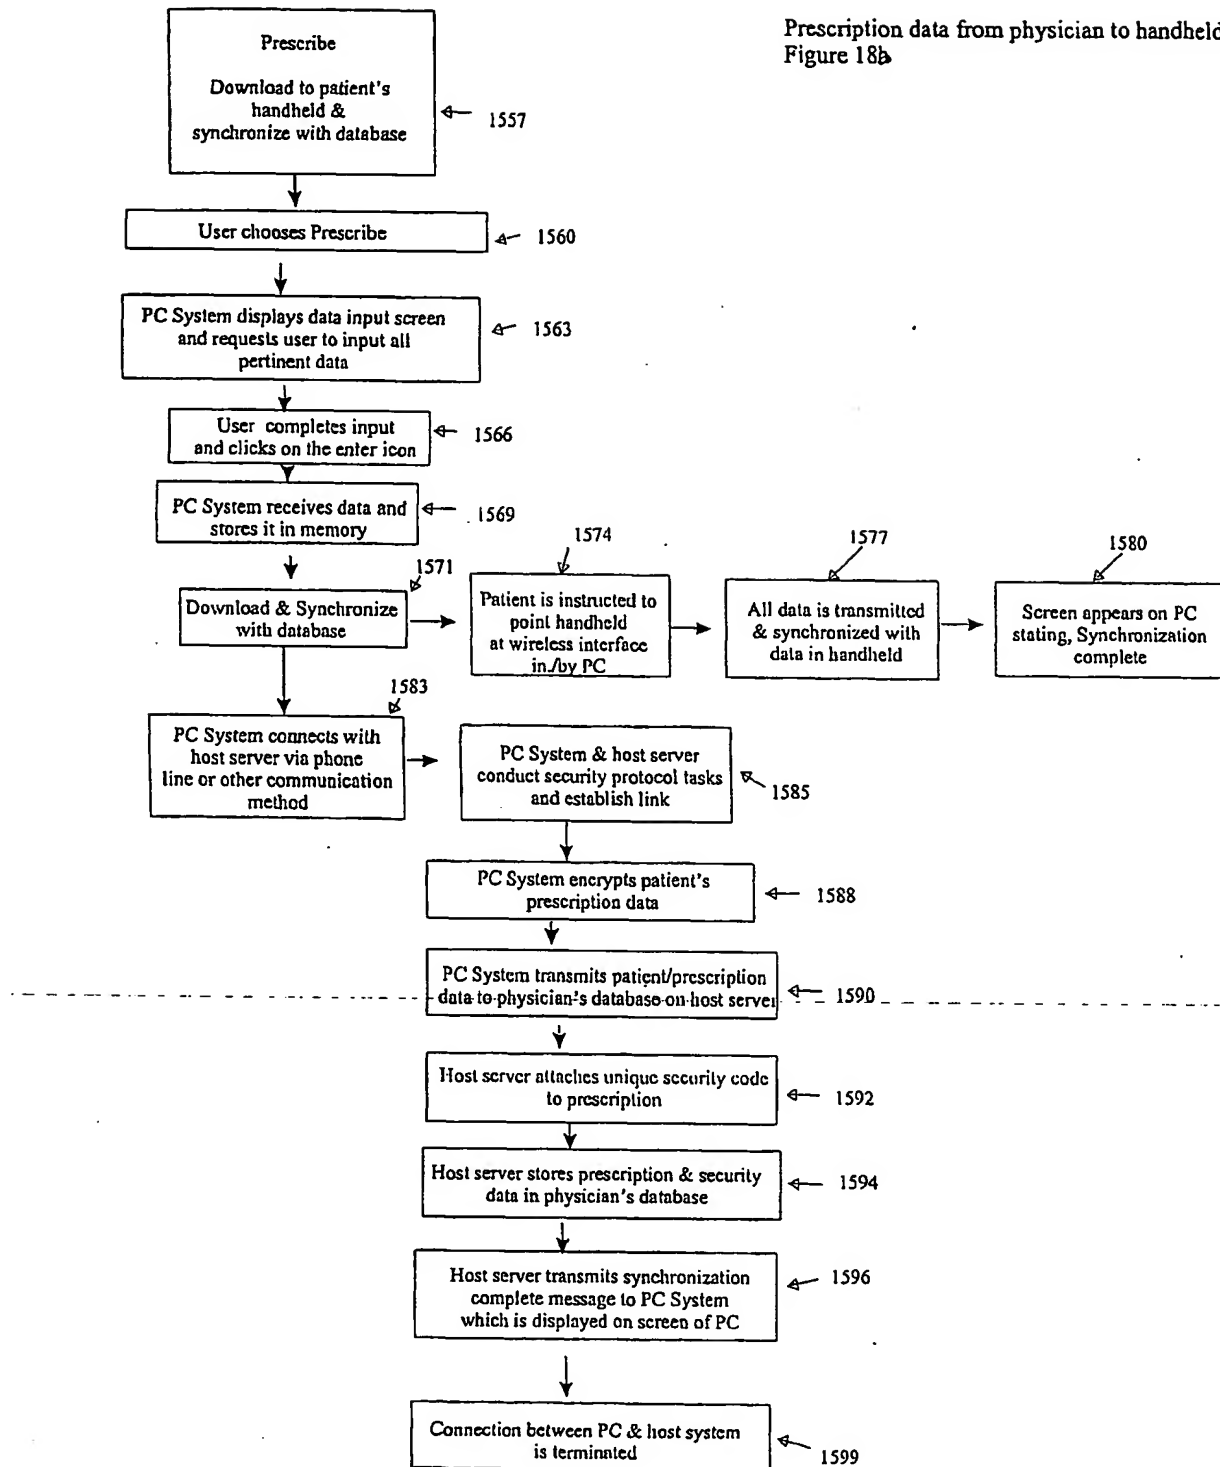 Prescription data from physician to handheld
Figure 18b
Prescribe
Download to patient's
handheld &
synchronize with database
1557
User chooses Prescribe
1560
PC System displays data input screen
and requests user to input all
pertinent data
1563
User completes input
and clicks on the enter icon
1566
PC System receives data and
stores it in memory
1569
1571
Download & Synchronize
with database
1574
Patient is instructed to
point handheld
at wireless interface
in./by PC
1577
All data is transmitted
& synchronized with
data in handheld
1580
Screen appears on PC
stating, Synchronization
complete
1583
PC System connects with
host server via phone
line or other communication
method
PC System & host server
conduct security protocol tasks
and establish link
1585
PC System encrypts patient's
prescription data
1588
PC System transmits patient/prescription
data to physician's database on host server
1590
Host server attaches unique security code
to prescription
1592
Host server stores prescription & security
data in physician's database
1594
Host server transmits synchronization
complete message to PC System
which is displayed on screen of PC
1596
Connection between PC & host system
is terminated
1599